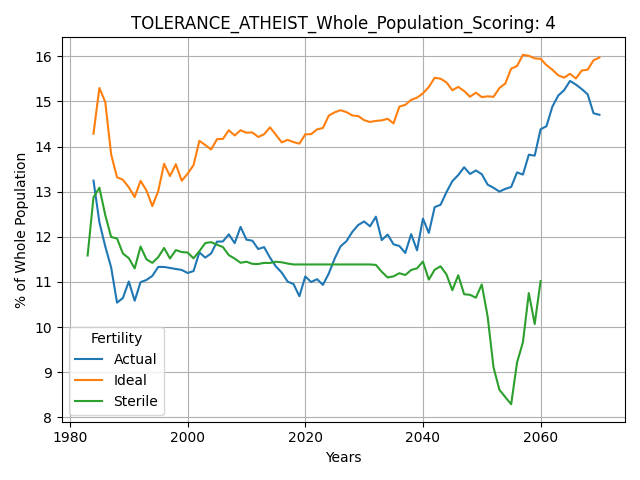 TOLERANCE_ATHEIST_Whole_Population_Scoring: 4
16
15
14
13
12
11
10
9
8
% of Whole Population
Fertility
Actual
Ideal
Sterile
1980
2000
2020
2040
2060
Years